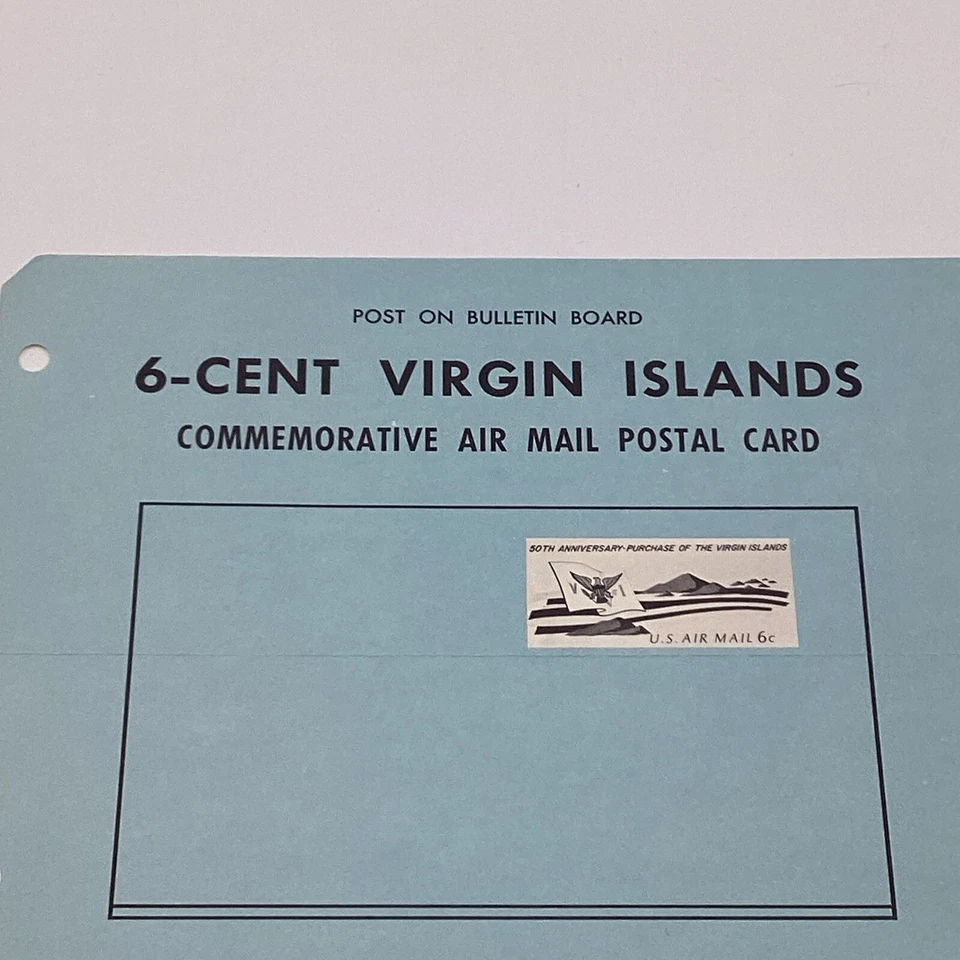 POST ON BULLETIN BOARD
6-CENT VIRGIN ISLANDS
COMMEMORATIVE AIR MAIL POSTAL CARD
50TH ANNIVERSARY-PURCHASE OF THE VIRGIN ISLANDS
V I
U.S. AIR MAIL 6c